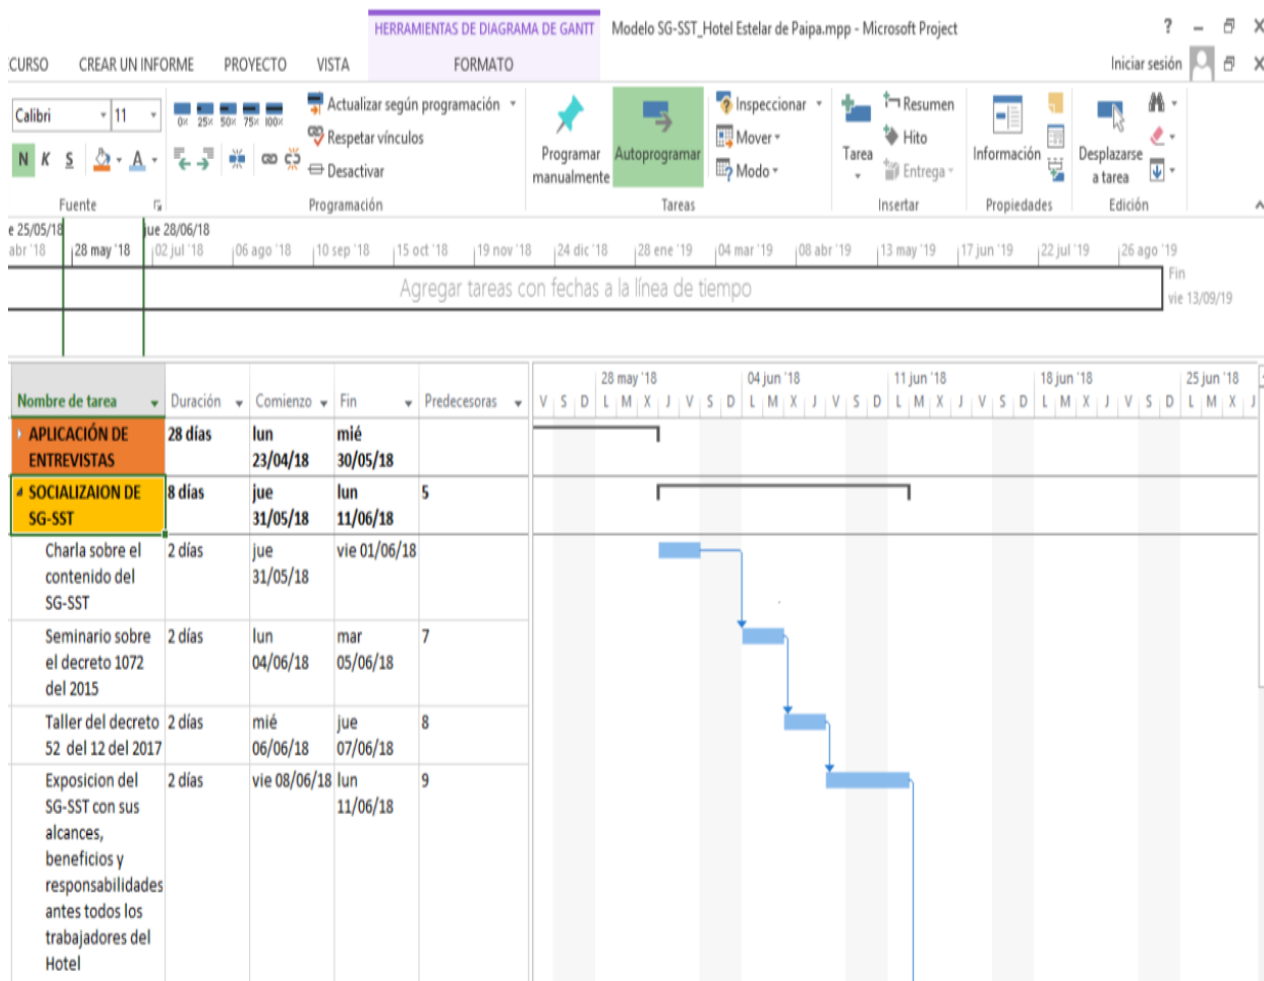 HERRAMIENTAS DE DIAGRAMA DE GANTT Modelo SG-SST_Hotel Estelar de Paipa.mpp - Microsoft Project ?
CURSO CREAR UN INFORME PROYECTO VISTA FORMATO Iniciar sesión
Calibri 11 0% 25% 50% 75% 100% Actualizar según programación Inspeccionar Resumen
Respetar vínculos Mover Hito
N K S A Desactivar Modo Entrega
Programar manualmente Autoprogramar Tarea Información Desplazarse a tarea
Fuente Programación Tareas Insertar Propiedades Edición
e 25/05/18 jue 28/06/18
abr '18 28 may '18 02 jul '18 06 ago '18 10 sep '18 15 oct '18 19 nov '18 24 dic '18 28 ene '19 04 mar '19 08 abr '19 13 may '19 17 jun '19 22 jul '19 26 ago '19
Agregar tareas con fechas a la línea de tiempo
Fin
vie 13/09/19
28 may '18 04 jun '18 11 jun '18 18 jun '18 25 jun '18
Nombre de tarea Duración Comienzo Fin Predecesoras V S D L M X J V S D L M X J V S D L M X J V S D L M X J V S D L M X J
APLICACIÓN DE 28 días lun mié
ENTREVISTAS 23/04/18 30/05/18
SOCIALIZAION DE 8 días jue lun 5
SG-SST 31/05/18 11/06/18
Charla sobre el 2 días jue vie 01/06/18
contenido del 31/05/18
SG-SST
Seminario sobre 2 días lun mar 7
el decreto 1072 04/06/18 05/06/18
del 2015
Taller del decreto 2 días mié jue 8
52 del 12 del 2017 06/06/18 07/06/18
Exposicion del 2 días vie 08/06/18 lun 9
SG-SST con sus 11/06/18
alcances,
beneficios y
responsabilidades
antes todos los
trabajadores del
Hotel